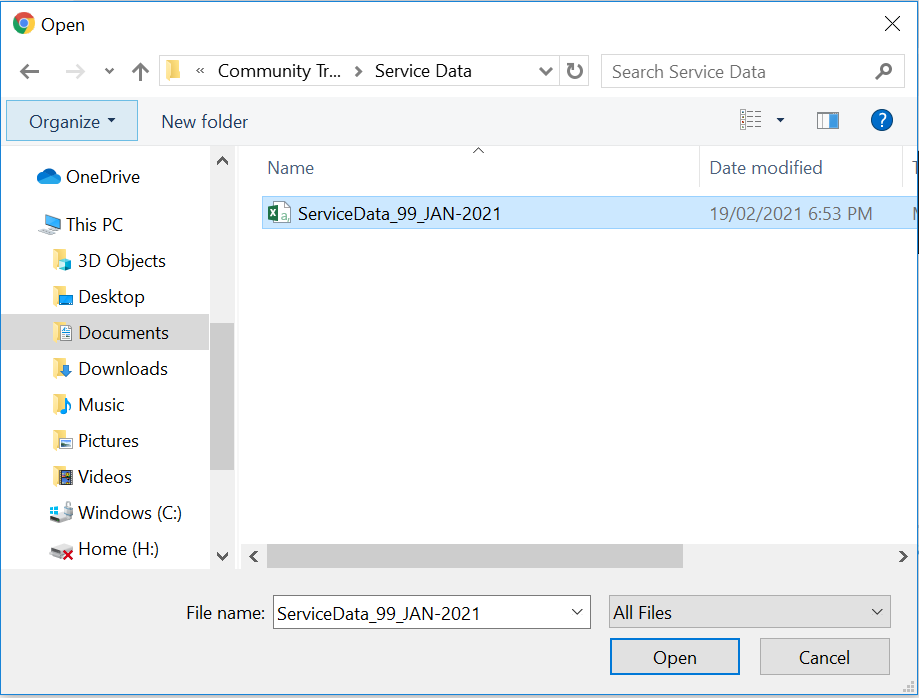 Open
« Community Tr... > Service Data
Search Service Data
Organize
New folder
?
Name
Date modified
OneDrive
This PC
3D Objects
Desktop
Documents
Downloads
Music
Pictures
Videos
Windows (C:)
Home (H:)
ServiceData_99_JAN-2021
19/02/2021 6:53 PM
File name:
ServiceData_99_JAN-2021
All Files
Open
Cancel